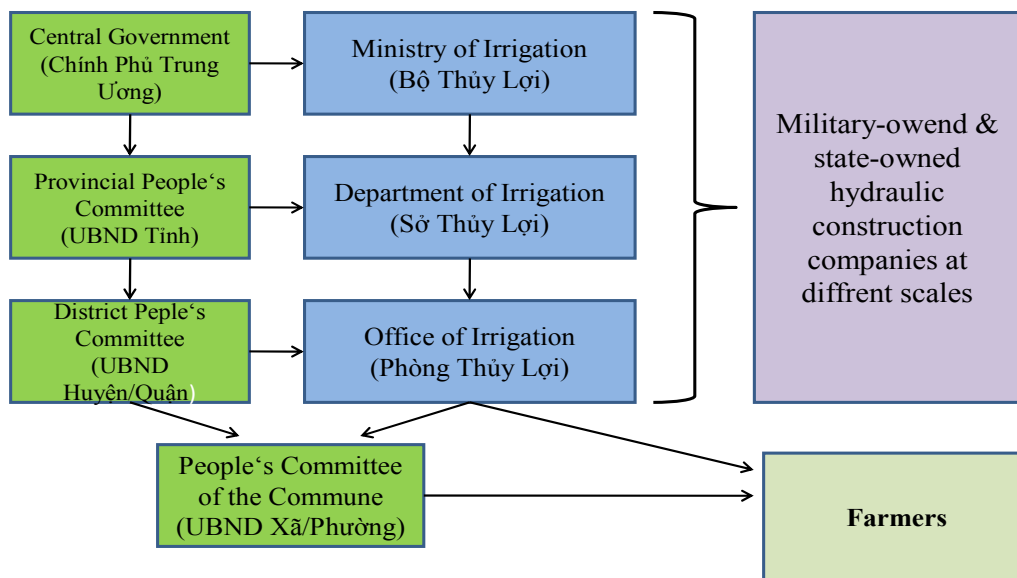 Central Government
(Chính Phủ Trung
Ương)
Ministry of Irrigation
(Bộ Thủy Lợi)
Military-owend &
state-owned
hydraulic
construction
companies at
diffrent scales
Provincial People‘s
Committee
(UBND Tỉnh)
Department of Irrigation
(Sở Thủy Lợi)
District Peple‘s
Committee
(UBND
Huyện/Quận)
Office of Irrigation
(Phòng Thủy Lợi)
People‘s Committee
of the Commune
(UBND Xã/Phường)
Farmers